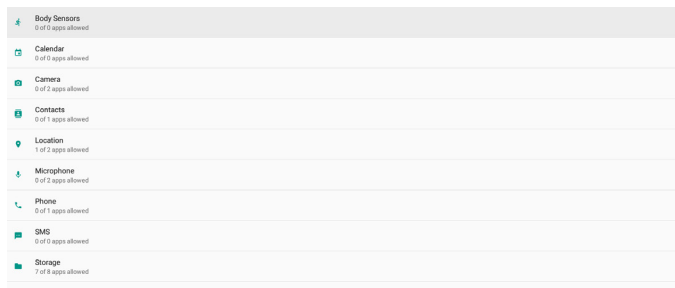 Body Sensors
0 of 0 apps allowed
Calendar
0 of 0 apps allowed
Camera
0 of 2 apps allowed
Contacts
0 of 1 apps allowed
Location
1 of 2 apps allowed
Microphone
0 of 2 apps allowed
Phone
0 of 1 apps allowed
SMS
0 of 0 apps allowed
Storage
7 of 8 apps allowed